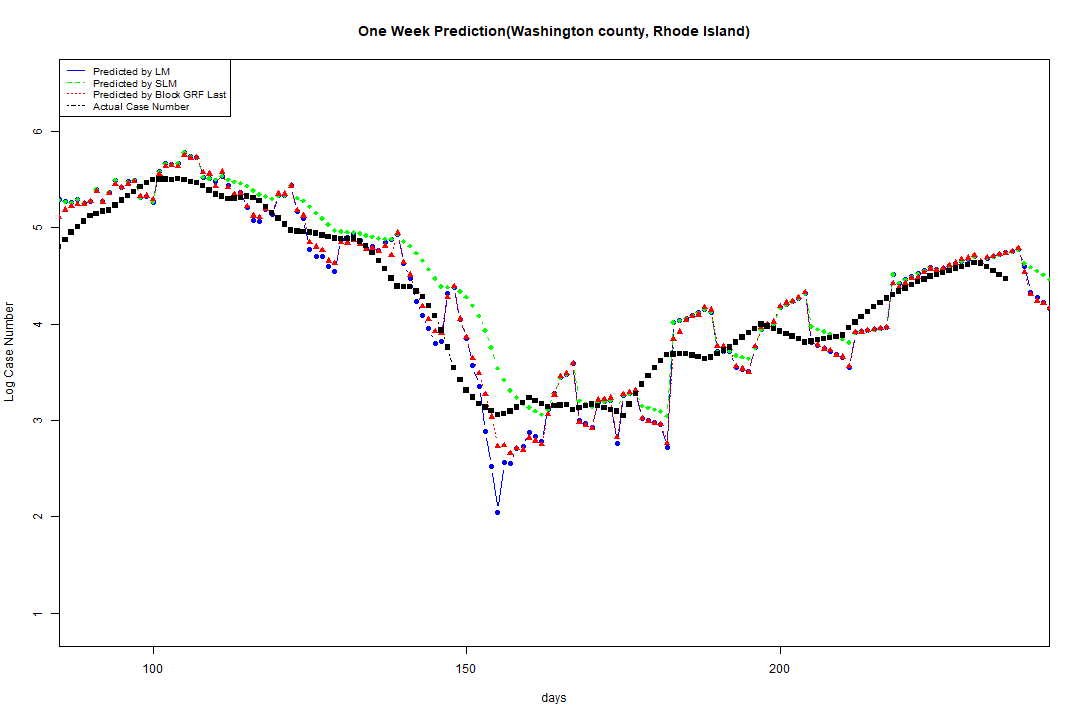 One Week Prediction(Washington county, Rhode Island)
Predicted by LM
Predicted by SLM
Predicted by Block GRF Last
Actual Case Number
6
5
4
3
2
1
Log Case Number
100 150 200
days